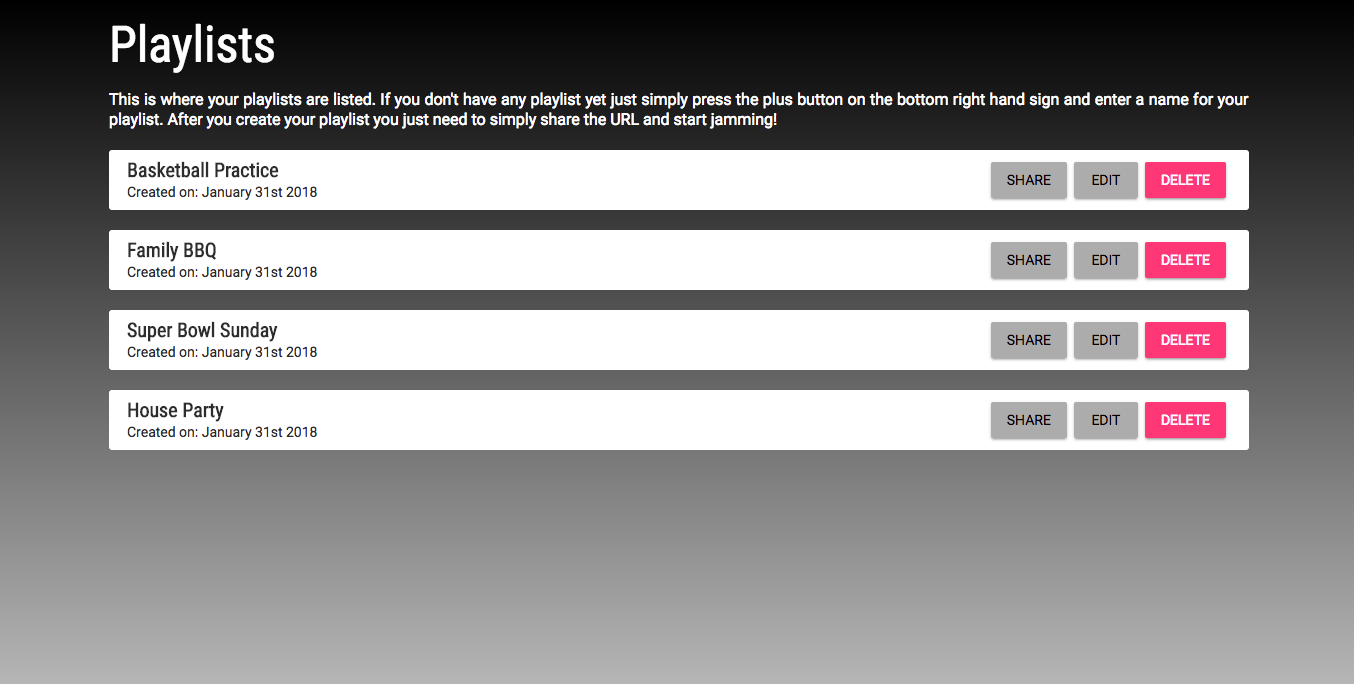 Playlists
This is where your playlists are listed. If you don't have any playlist yet just simply press the plus button on the bottom right hand sign and enter a name for your
playlist. After you create your playlist you just need to simply share the URL and start jamming!
Basketball Practice
Created on: January 31st 2018
SHARE EDIT DELETE
Family BBQ
Created on: January 31st 2018
SHARE EDIT DELETE
Super Bowl Sunday
Created on: January 31st 2018
SHARE EDIT DELETE
House Party
Created on: January 31st 2018
SHARE EDIT DELETE